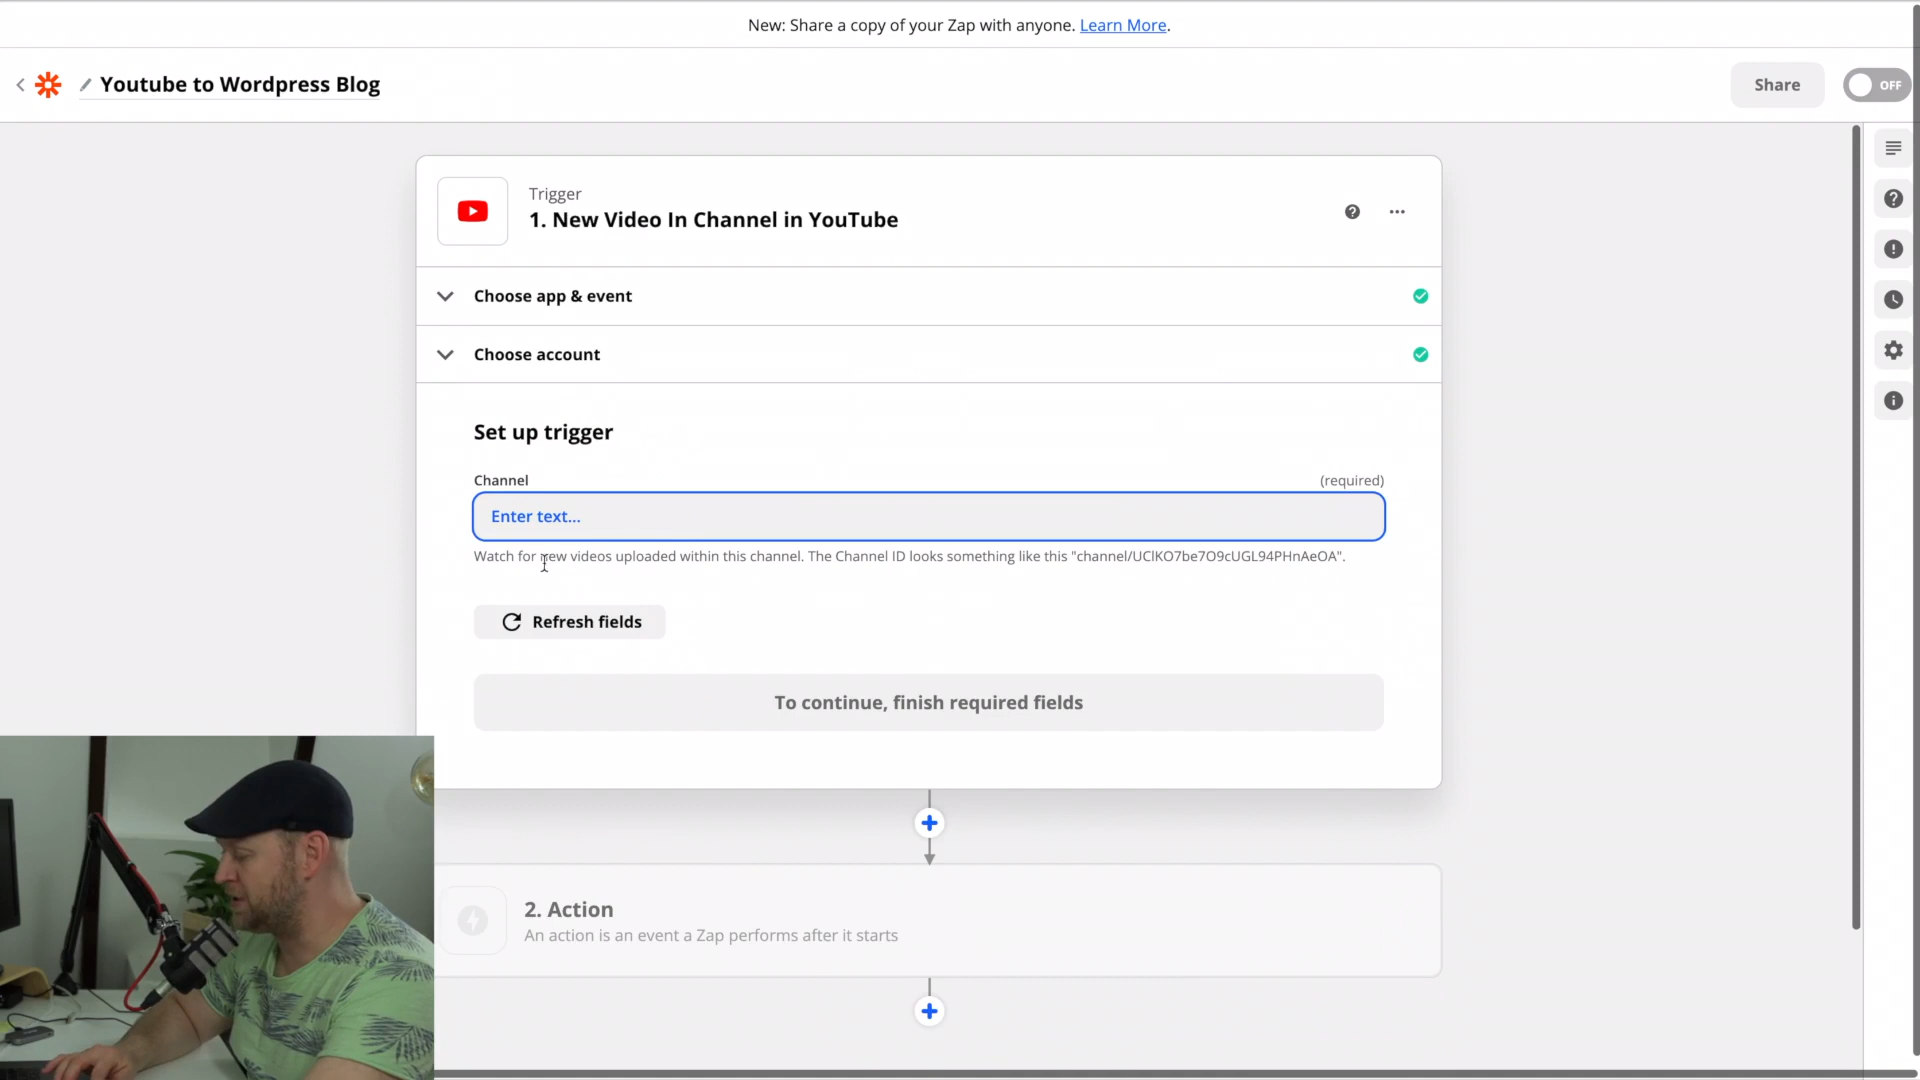 New: Share a copy of your Zap with anyone. Learn More.
Youtube to Wordpress Blog
Share
OFF
Trigger
1. New Video In Channel in YouTube
Choose app & event
Choose account
Set up trigger
Channel
(required)
Enter text...
Watch for new videos uploaded within this channel. The Channel ID looks something like this "channel/UClKO7be7O9cUGL94PHnAeOA".
Refresh fields
To continue, finish required fields
2. Action
An action is an event a Zap performs after it starts